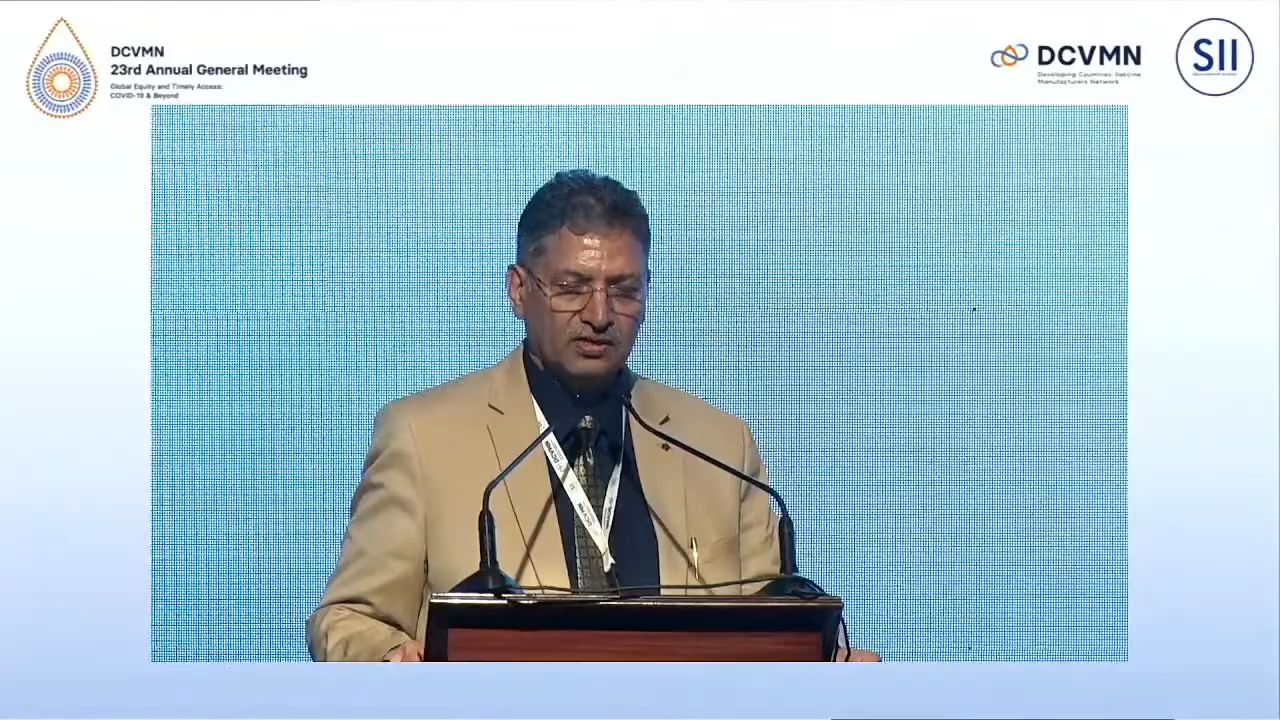 DCVMN
23rd Annual General Meeting
Global Equity and Timely Access:
COVID-19 & Beyond
DCVMN
Developing Countries Vaccine
Manufacturers Network
SII
DCVMN